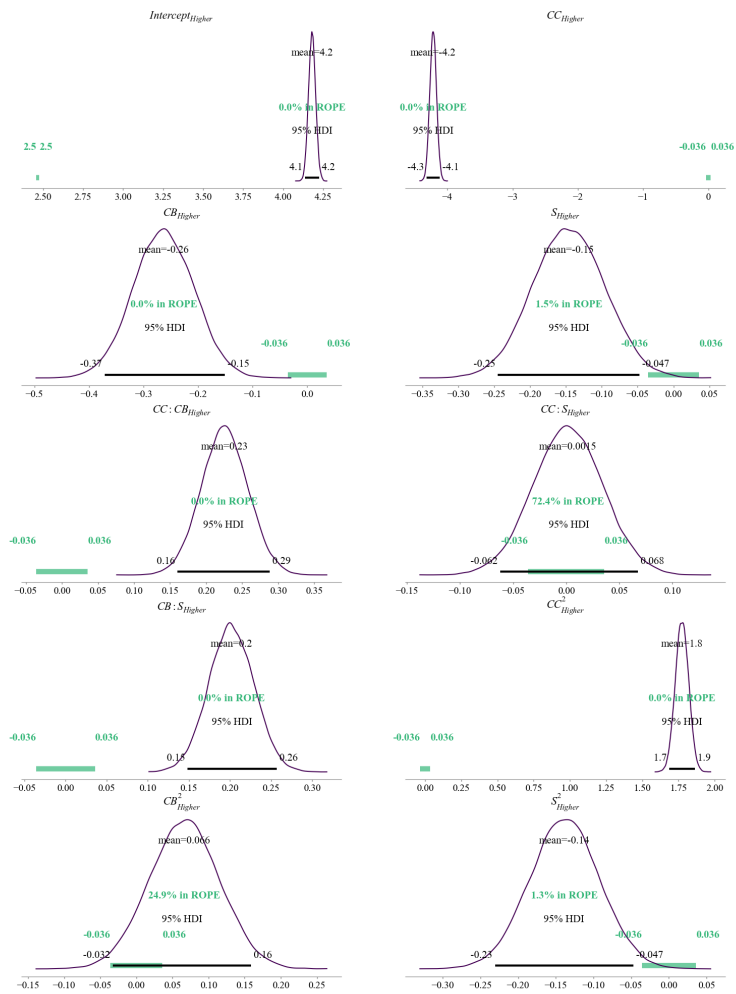 Intercept_Higher
mean=4.2
0.0% in ROPE
95% HDI
2.5 2.5
4.1 4.2
2.50 2.75 3.00 3.25 3.50 3.75 4.00 4.25
CC_Higher
mean=-4.2
0.0% in ROPE
95% HDI
-0.036 0.036
-4.3 -4.1
−4 −3 −2 −1 0
CB_Higher
mean=-0.26
0.0% in ROPE
95% HDI
-0.036 0.036
-0.37 -0.15
−0.5 −0.4 −0.3 −0.2 −0.1 0.0
S_Higher
mean=-0.15
1.5% in ROPE
95% HDI
-0.036 0.036
-0.25 -0.047
−0.35 −0.30 −0.25 −0.20 −0.15 −0.10 −0.05 0.00 0.05
CC : CB_Higher
mean=0.23
0.0% in ROPE
95% HDI
-0.036 0.036
0.16 0.29
−0.05 0.00 0.05 0.10 0.15 0.20 0.25 0.30 0.35
CC : S_Higher
mean=0.0015
72.4% in ROPE
95% HDI
-0.036 0.036
-0.062 0.068
−0.15 −0.10 −0.05 0.00 0.05 0.10
CB : S_Higher
mean=0.2
0.0% in ROPE
95% HDI
-0.036 0.036
0.15 0.26
−0.05 0.00 0.05 0.10 0.15 0.20 0.25 0.30
CC²_Higher
mean=1.8
0.0% in ROPE
95% HDI
-0.036 0.036
1.7 1.9
0.00 0.25 0.50 0.75 1.00 1.25 1.50 1.75 2.00
CB²_Higher
mean=0.066
24.9% in ROPE
95% HDI
-0.036 0.036
-0.032 0.16
−0.15 −0.10 −0.05 0.00 0.05 0.10 0.15 0.20 0.25
S²_Higher
mean=-0.14
1.3% in ROPE
95% HDI
-0.036 0.036
-0.23 -0.047
−0.30 −0.25 −0.20 −0.15 −0.10 −0.05 0.00 0.05